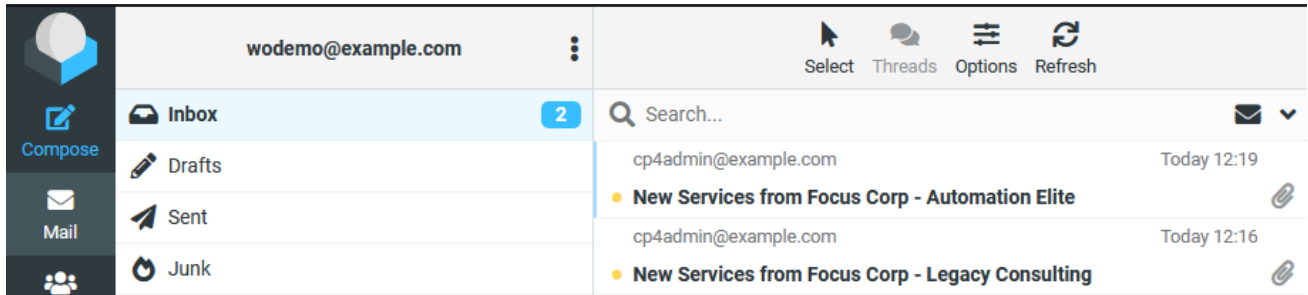 wodemo@example.com
Select Threads Options Refresh
Compose
Mail
Inbox 2
Drafts
Sent
Junk
Search...
cp4admin@example.com Today 12:19
New Services from Focus Corp - Automation Elite
cp4admin@example.com Today 12:16
New Services from Focus Corp - Legacy Consulting